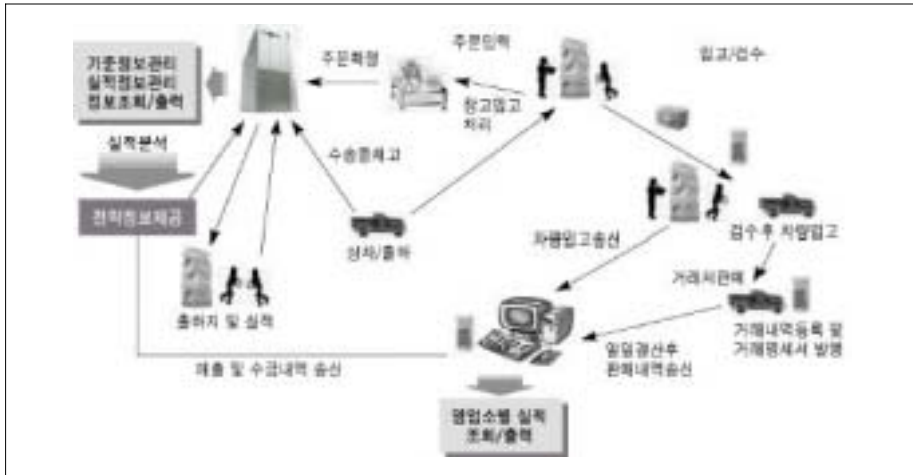 주문입력
입고/검수
주문확정
기준정보관리
실적정보관리
정보조회/출력
창고입고
처리
실적분석
수송중재고
전략정보제공
상차/출하
차량입고송신
검수후 차량입고
거래처판매
출하지 및 실적
거래내역등록 및
거래명세서 발행
일일결산후
판매내역송신
매출 및 수금내역 송신
영업소별 실적
조회/출력